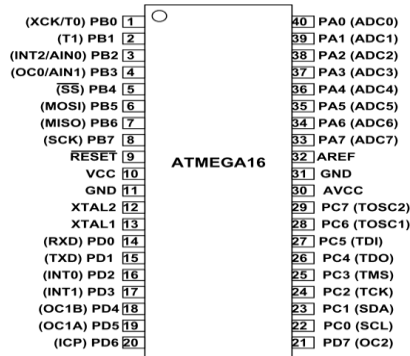 (XCK/T0) PB0 1 40 PA0 (ADC0)
(T1) PB1 2 39 PA1 (ADC1)
(INT2/AIN0) PB2 3 38 PA2 (ADC2)
(OC0/AIN1) PB3 4 37 PA3 (ADC3)
(SS) PB4 5 36 PA4 (ADC4)
(MOSI) PB5 6 35 PA5 (ADC5)
(MISO) PB6 7 34 PA6 (ADC6)
(SCK) PB7 8 33 PA7 (ADC7)
RESET 9 32 AREF
ATMEGA16
VCC 10 31 GND
GND 11 30 AVCC
XTAL2 12 29 PC7 (TOSC2)
XTAL1 13 28 PC6 (TOSC1)
(RXD) PD0 14 27 PC5 (TDI)
(TXD) PD1 15 26 PC4 (TDO)
(INT0) PD2 16 25 PC3 (TMS)
(INT1) PD3 17 24 PC2 (TCK)
(OC1B) PD4 18 23 PC1 (SDA)
(OC1A) PD5 19 22 PC0 (SCL)
(ICP) PD6 20 21 PD7 (OC2)